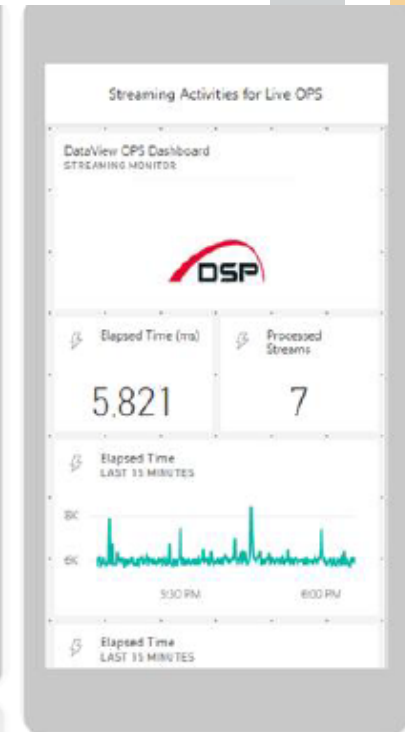 Streaming Activities for Live OPS
DataView OPS Dashboard
STREAMING MONITOR
DSP
Elapsed Time (ms)
5,821
Processed
Streams
7
Elapsed Time
LAST 15 MINUTES
8K
6K
5:30 PM
6:00 PM
Elapsed Time
LAST 15 MINUTES